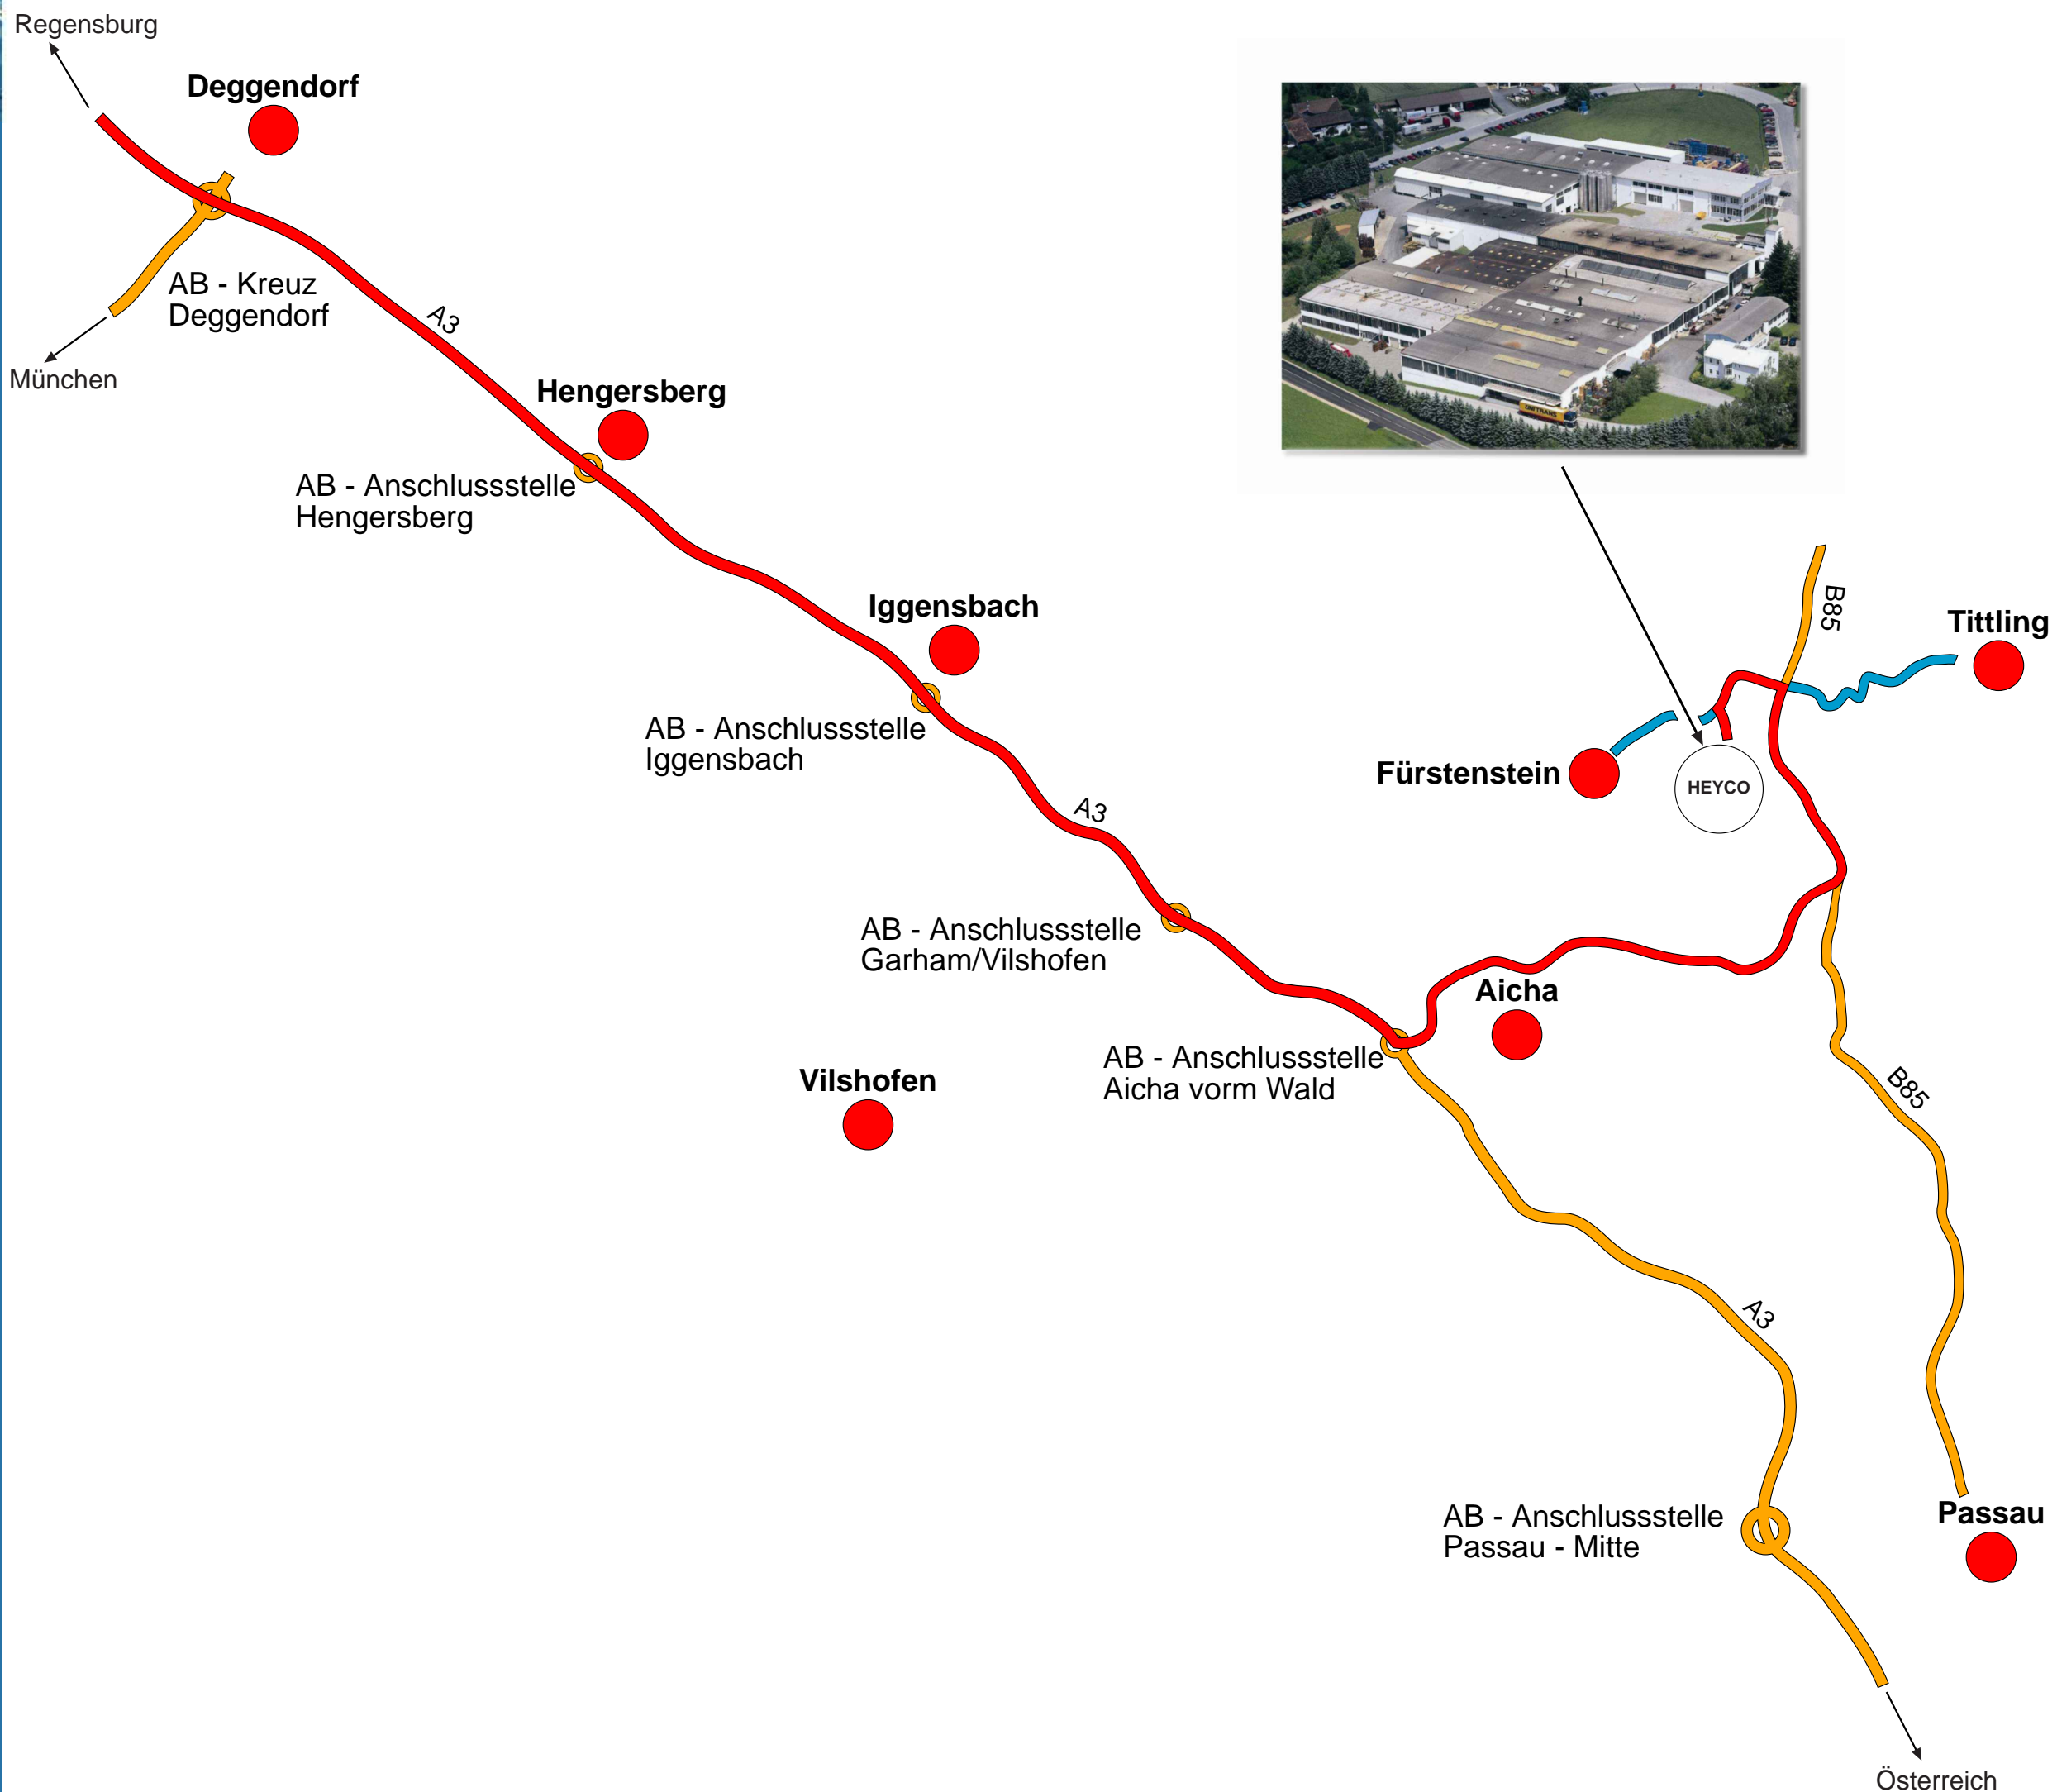 Regensburg
Deggendorf
AB - Kreuz
Deggendorf
München
A3
Hengersberg
AB - Anschlussstelle
Hengersberg
UNITRANS
B85
Iggensbach
Tittling
AB - Anschlussstelle
Iggensbach
Fürstenstein
HEYCO
A3
AB - Anschlussstelle
Garham/Vilshofen
Aicha
AB - Anschlussstelle
Aicha vorm Wald
Vilshofen
B85
A3
AB - Anschlussstelle
Passau - Mitte
Passau
Österreich